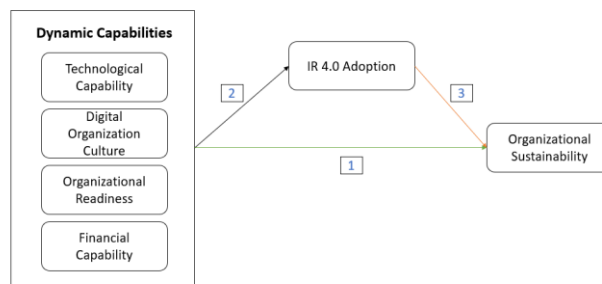 Dynamic Capabilities
Technological
Capability
Digital
Organization
Culture
Organizational
Readiness
Financial
Capability
IR 4.0 Adoption
2
3
1
Organizational
Sustainability